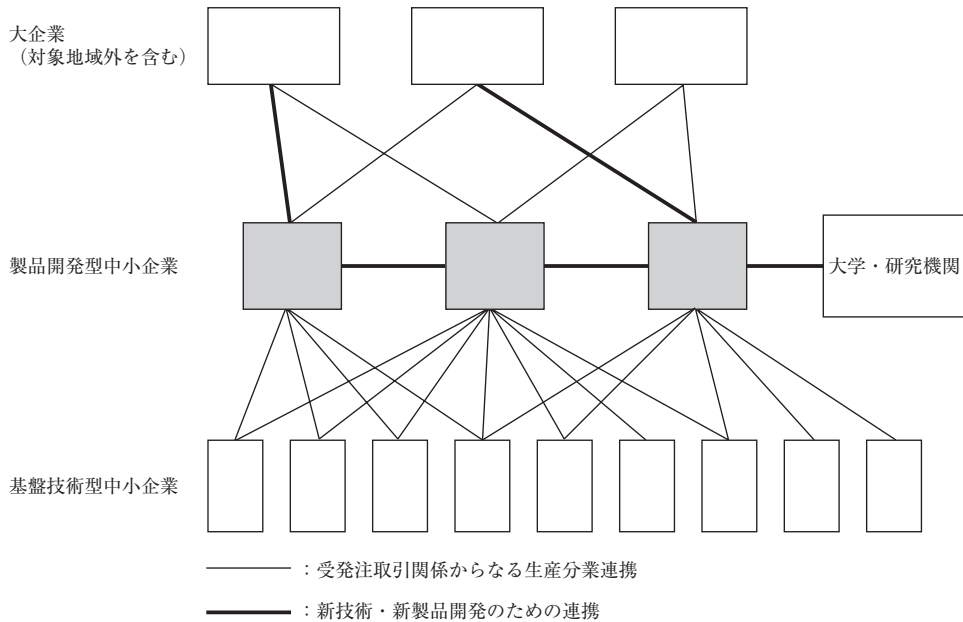 大企業
（対象地域外を含む）
製品開発型中小企業
大学・研究機関
基盤技術型中小企業
：受発注取引関係からなる生産分業連携
：新技術・新製品開発のための連携